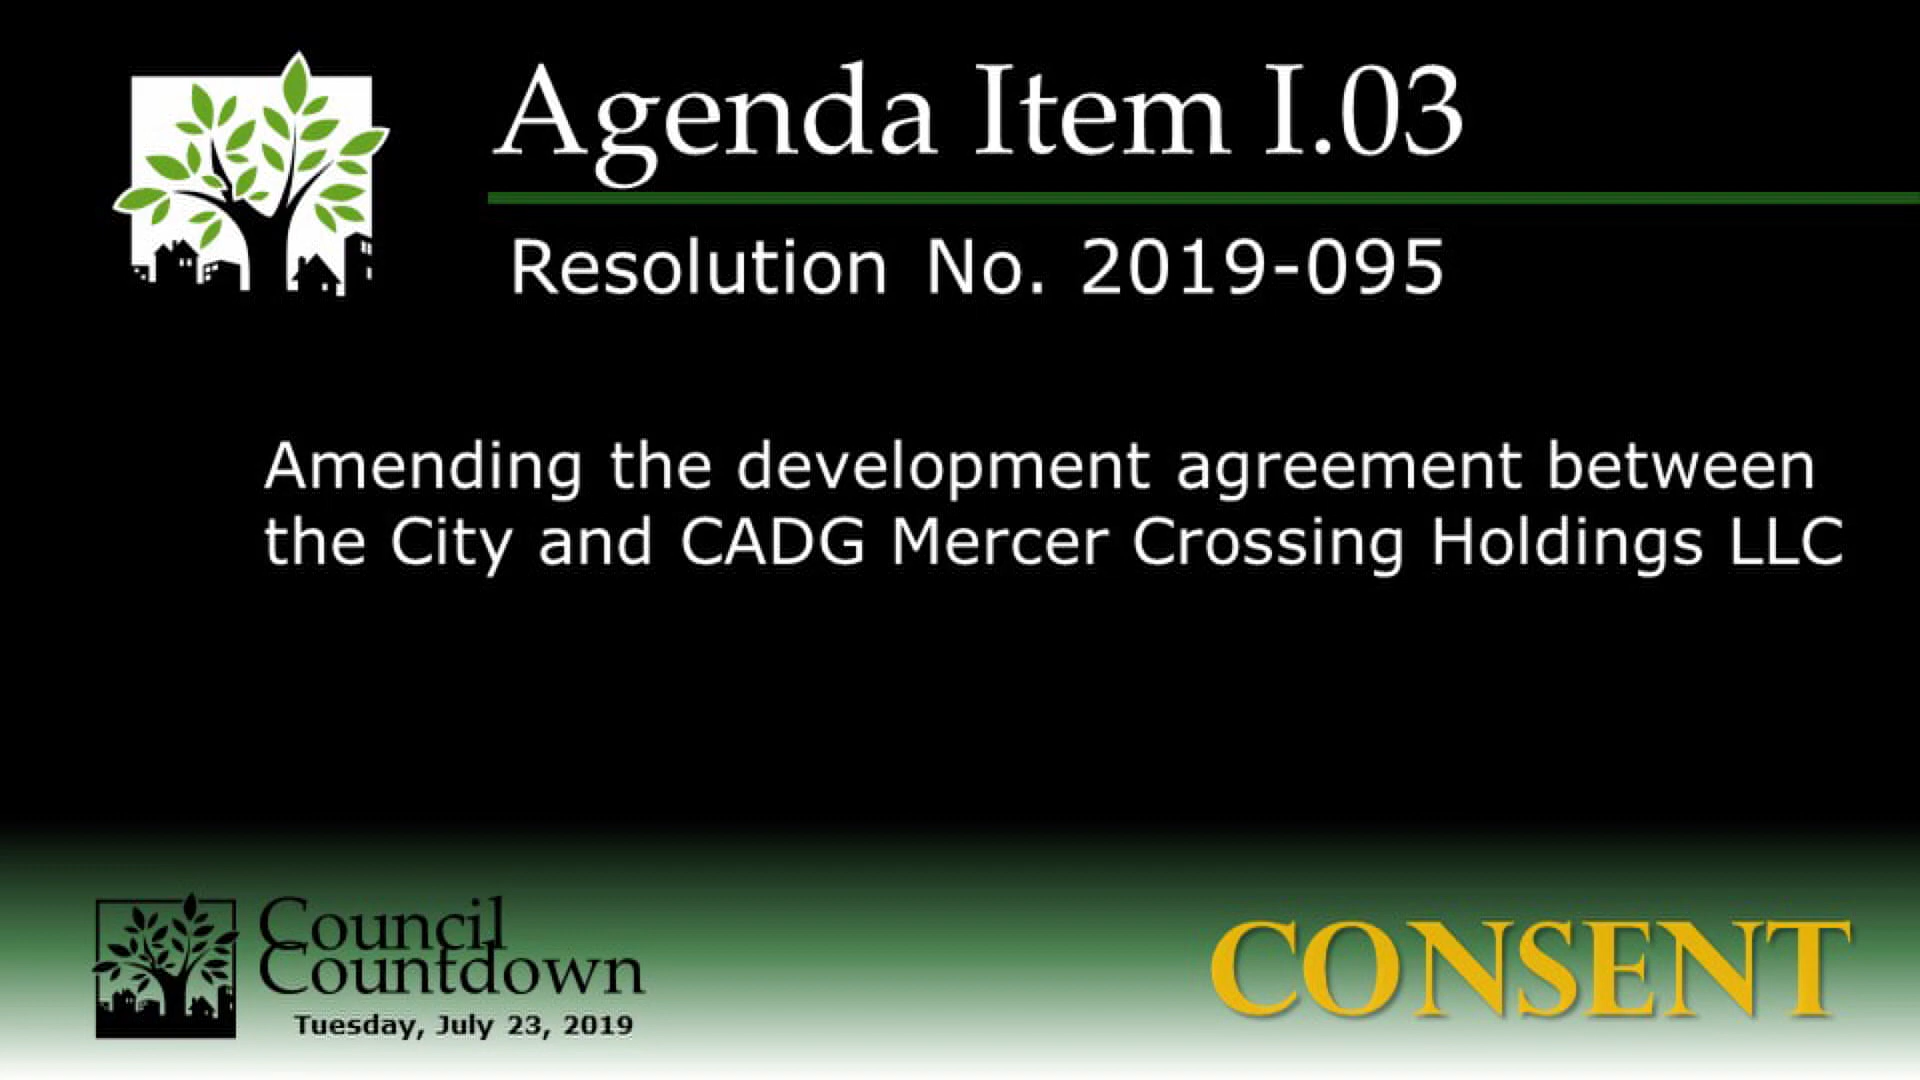 Agenda Item I.03
Resolution No. 2019-095
Amending the development agreement between
the City and CADG Mercer Crossing Holdings LLC
Council
Countdown
Tuesday, July 23, 2019
CONSENT